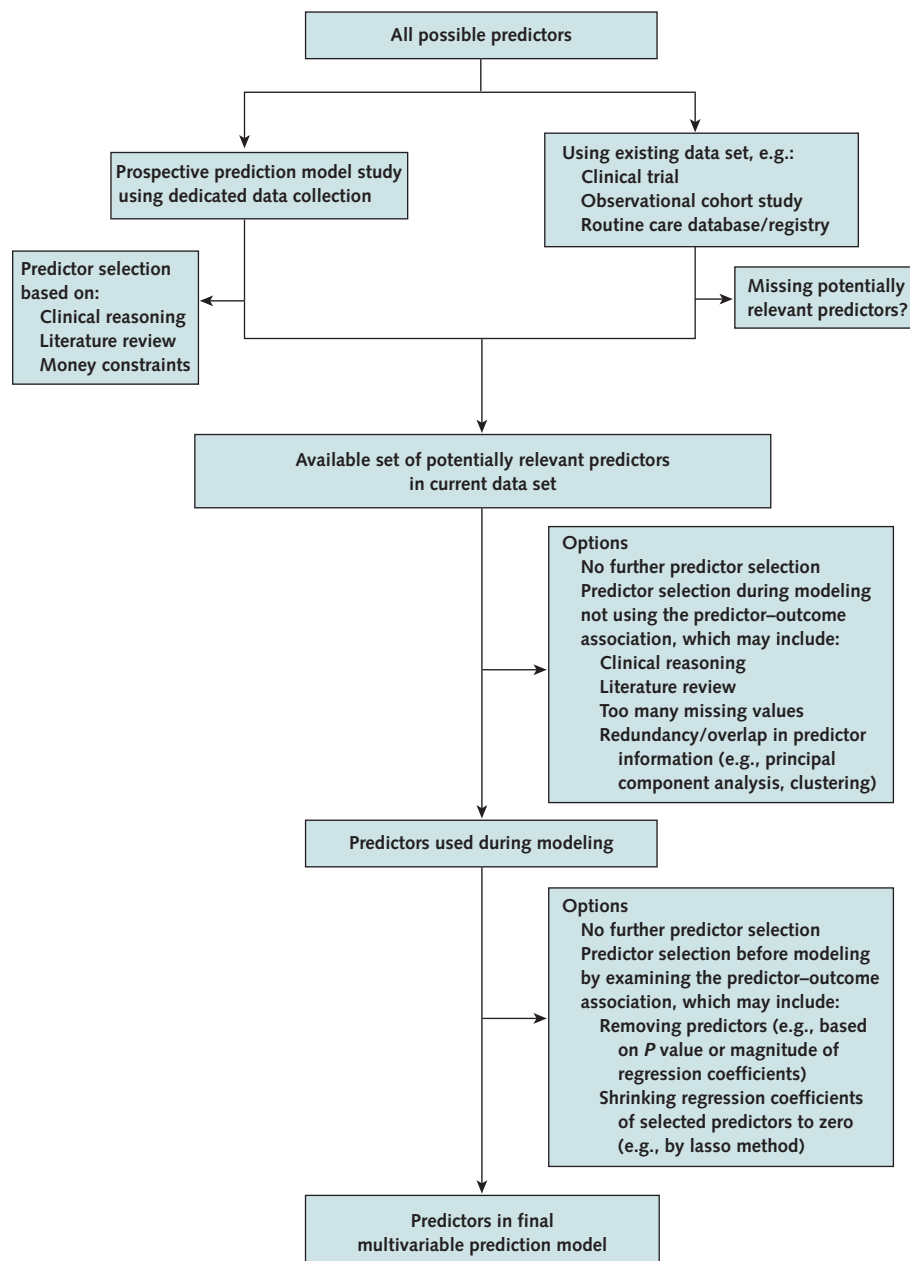 All possible predictors
Prospective prediction model study
using dedicated data collection
Using existing data set, e.g.:
Clinical trial
Observational cohort study
Routine care database/registry
Predictor selection
based on:
Clinical reasoning
Literature review
Money constraints
Missing potentially
relevant predictors?
Available set of potentially relevant predictors
in current data set
Options
No further predictor selection
Predictor selection during modeling
not using the predictor–outcome
association, which may include:
Clinical reasoning
Literature review
Too many missing values
Redundancy/overlap in predictor
information (e.g., principal
component analysis, clustering)
Predictors used during modeling
Options
No further predictor selection
Predictor selection before modeling
by examining the predictor–outcome
association, which may include:
Removing predictors (e.g., based
on P value or magnitude of
regression coefficients)
Shrinking regression coefficients
of selected predictors to zero
(e.g., by lasso method)
Predictors in final
multivariable prediction model